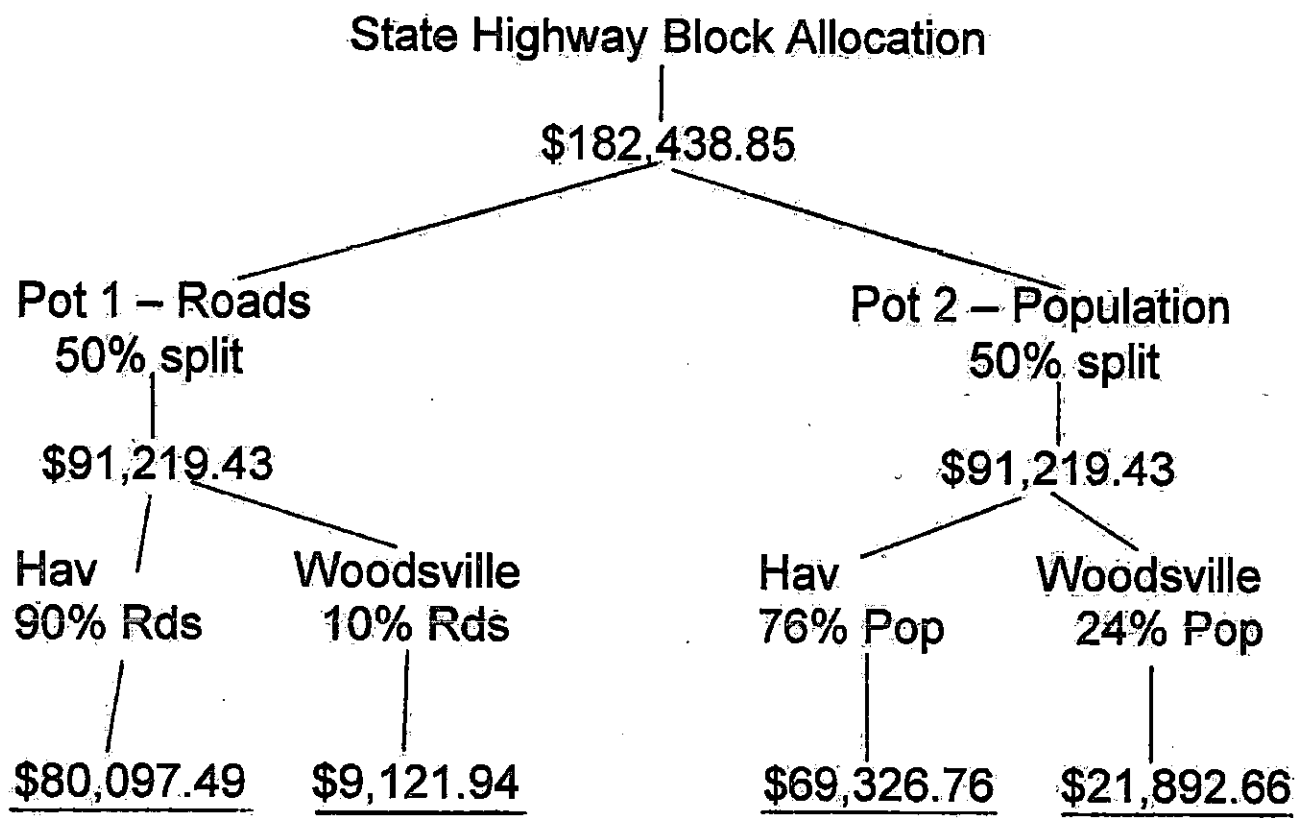 State Highway Block Allocation
$182,438.85
Pot 1 – Roads
50% split
$91,219.43
Hav
90% Rds
Woodsville
10% Rds
$80,097.49
$9,121.94
Pot 2 – Population
50% split
$91,219.43
Hav
76% Pop
Woodsville
24% Pop
$69,326.76
$21,892.66